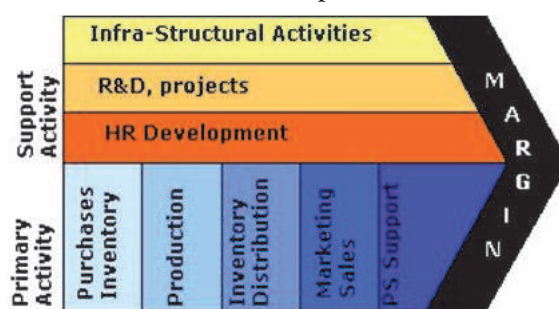 Infra-Structural Activities
R&D, projects
HR Development
Support
Activity
Primary
Activity
Purchases
Inventory
Production
Inventory
Distribution
Marketing
Sales
PS Support
MARGIN